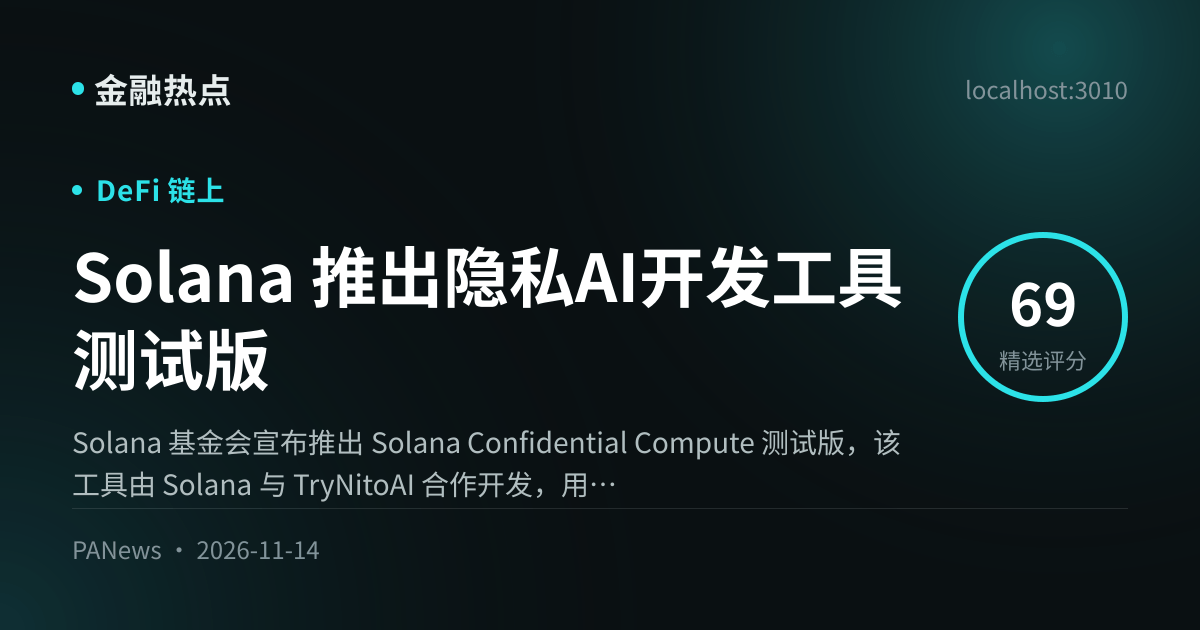 金融热点
localhost:3010
DeFi 链上
Solana 推出隐私AI开发工具
测试版
69
精选评分
Solana 基金会宣布推出 Solana Confidential Compute 测试版，该
工具由 Solana 与 TryNitoAI 合作开发，用…
PANews • 2026-11-14